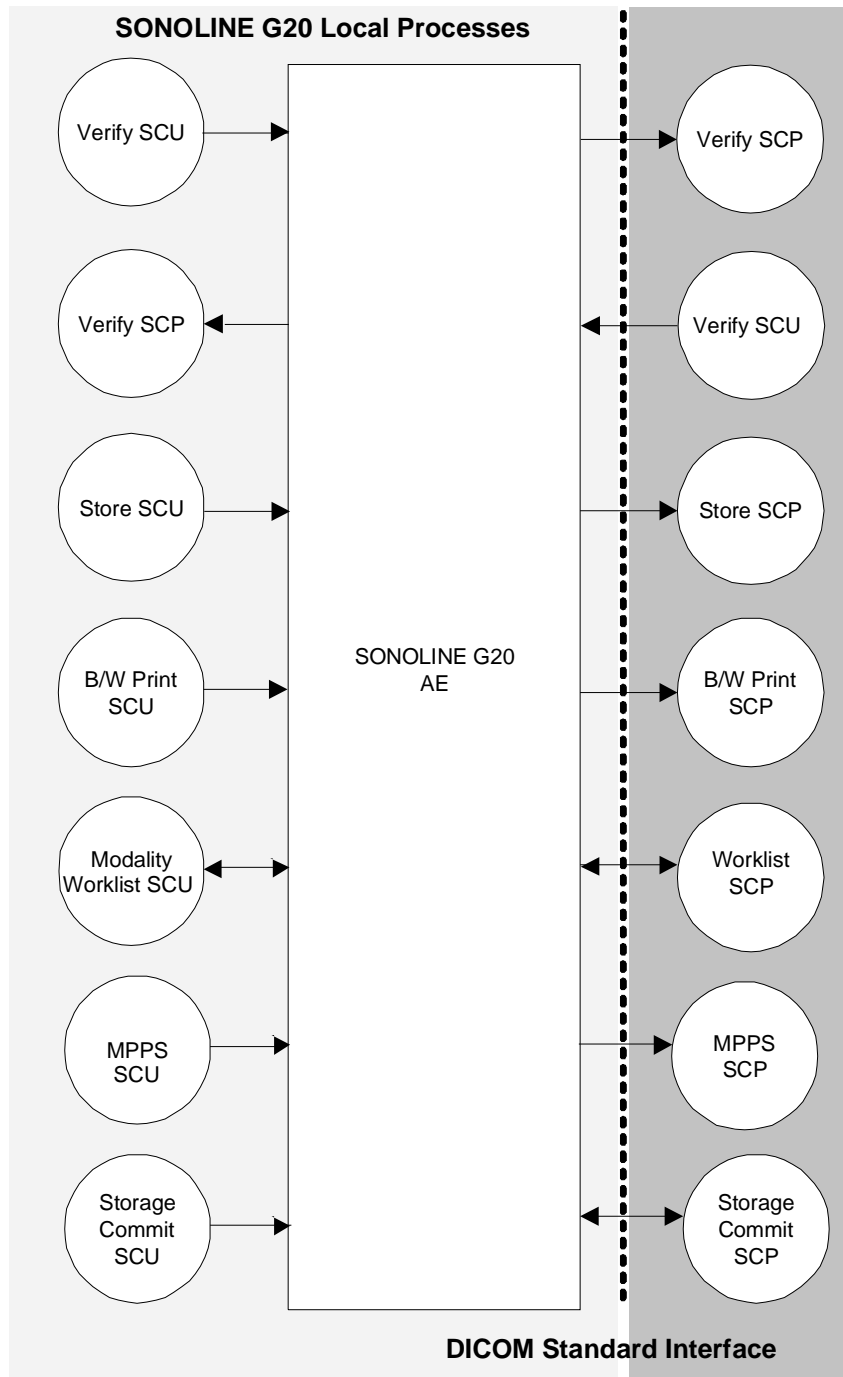 SONOLINE G20 Local Processes
Verify SCU
Verify SCP
Verify SCP
Verify SCU
Store SCU
Store SCP
B/W Print
SCU
SONOLINE G20
AE
B/W Print
SCP
Modality
Worklist SCU
Worklist
SCP
MPPS
SCU
MPPS
SCP
Storage
Commit
SCU
Storage
Commit
SCP
DICOM Standard Interface